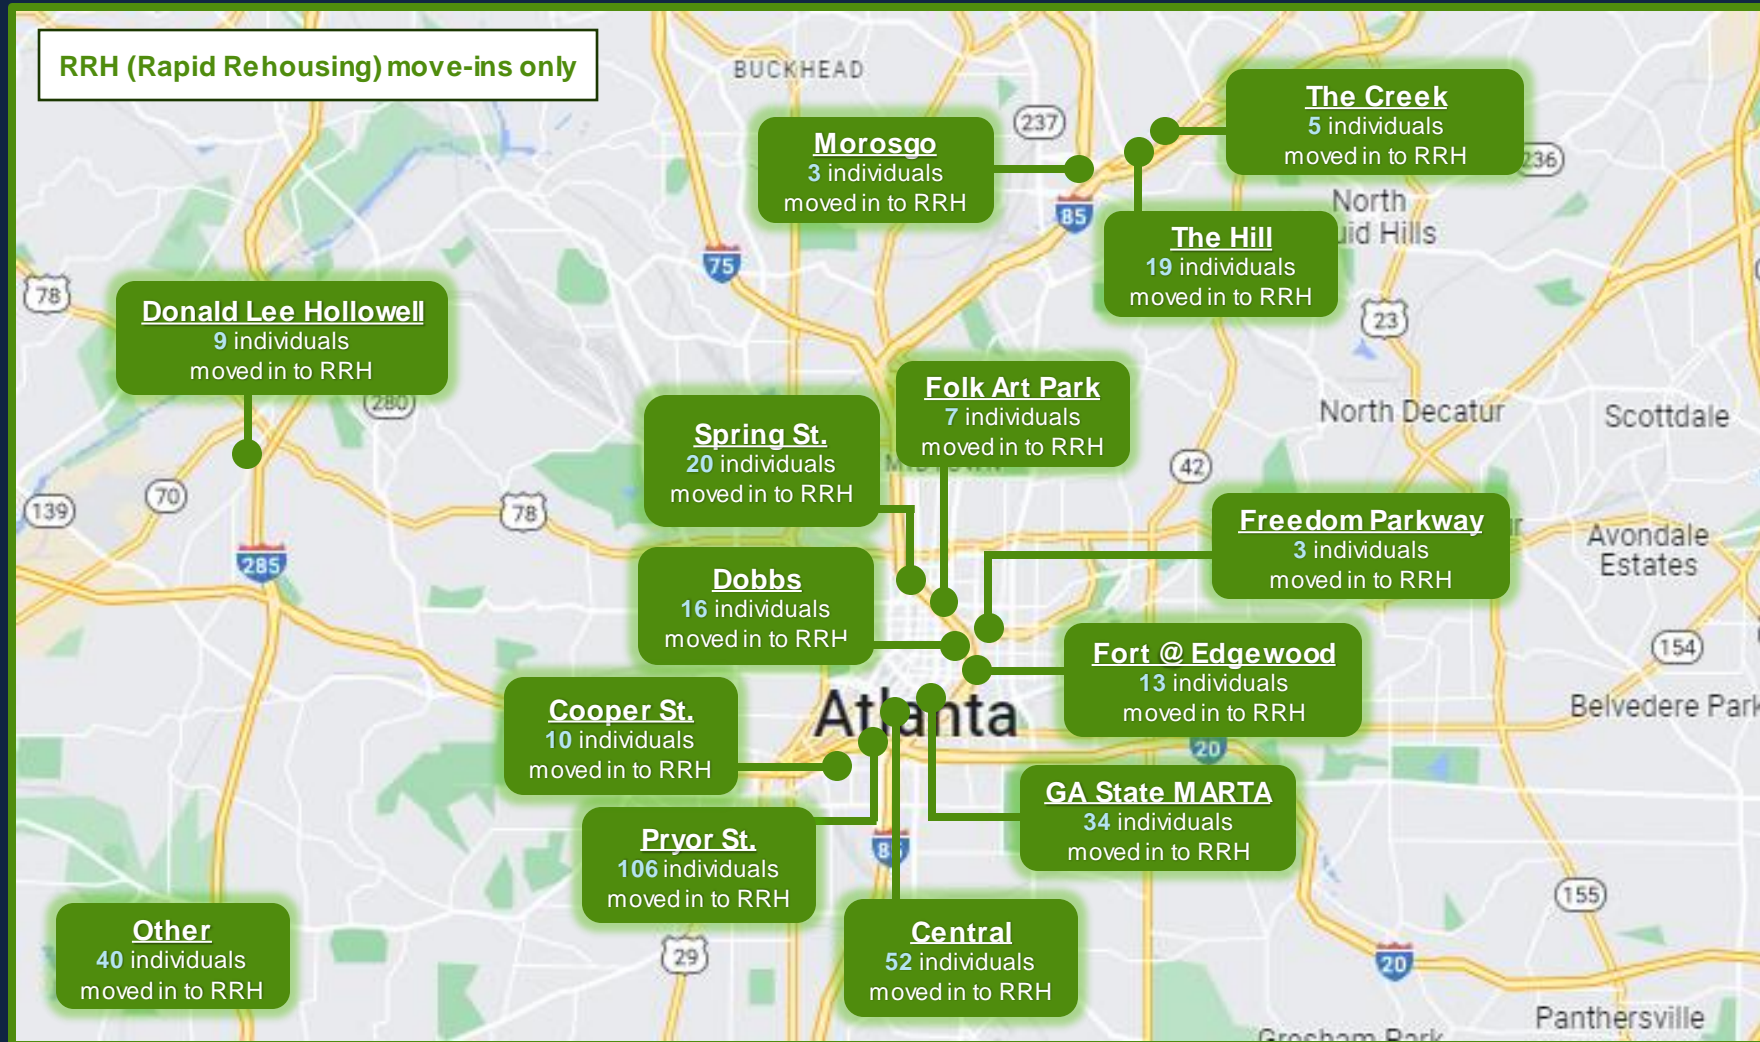 RRH (Rapid Rehousing) move-ins only
BUCKHEAD
237
The Creek
5 individuals
moved in to RRH
236
Morosgo
3 individuals
moved in to RRH
85
North
uid Hills
The Hill
19 individuals
moved in to RRH
75
78
23
Donald Lee Hollowell
9 individuals
moved in to RRH
280
Folk Art Park
7 individuals
moved in to RRH
North Decatur
Scottdale
Spring St.
20 individuals
moved in to RRH
42
139
70
78
Freedom Parkway
3 individuals
moved in to RRH
Avondale
Estates
285
Dobbs
16 individuals
moved in to RRH
Fort @ Edgewood
13 individuals
moved in to RRH
154
Belvedere Park
Atlanta
Cooper St.
10 individuals
moved in to RRH
20
GA State MARTA
34 individuals
moved in to RRH
Pryor St.
106 individuals
moved in to RRH
85
155
Other
40 individuals
moved in to RRH
29
Central
52 individuals
moved in to RRH
20
Panthersville
Gresham Park